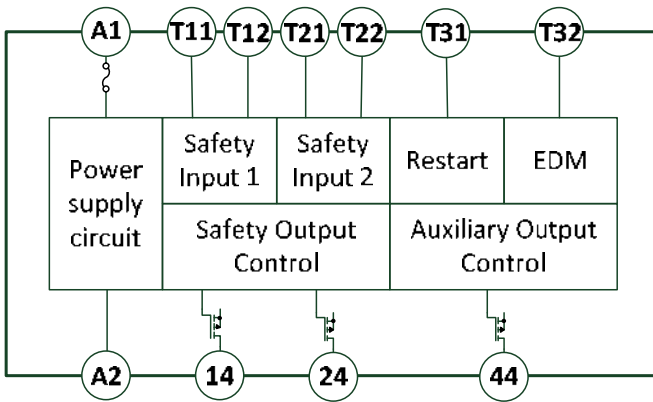 A1 T11 T12 T21 T22 T31 T32
Power
supply
circuit
Safety
Input 1
Safety
Input 2
Restart
EDM
Safety Output
Control
Auxiliary Output
Control
A2 14 24 44